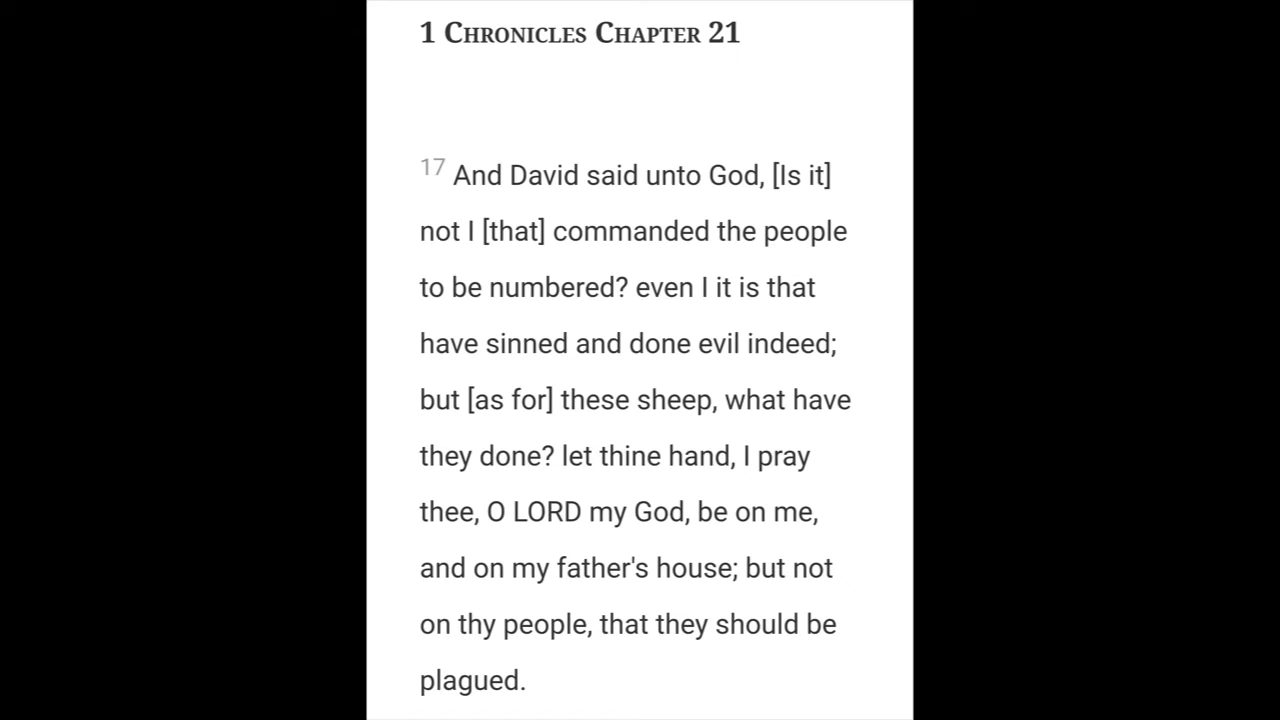 1 Chronicles Chapter 21
17 And David said unto God, [Is it]
not I [that] commanded the people
to be numbered? even I it is that
have sinned and done evil indeed;
but [as for] these sheep, what have
they done? let thine hand, I pray
thee, O LORD my God, be on me,
and on my father's house; but not
on thy people, that they should be
plagued.